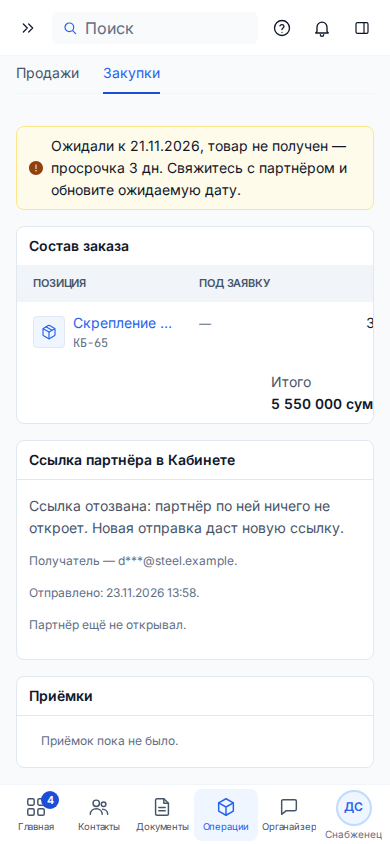 Поиск
Продажи
Закупки
Ожидали к 21.11.2026, товар не получен —
просрочка 3 дн. Свяжитесь с партнёром и
обновите ожидаемую дату.
Состав заказа
ПОЗИЦИЯ
ПОД ЗАЯВКУ
Скрепление ...
—
3
КБ-65
Итого
5 550 000 сум
Ссылка партнёра в Кабинете
Ссылка отозвана: партнёр по ней ничего не
откроет. Новая отправка даст новую ссылку.
Получатель — d***@steel.example.
Отправлено: 23.11.2026 13:58.
Партнёр ещё не открывал.
Приёмки
Приёмок пока не было.
4
ДС
Главная
Контакты
Документы
Операции
Органайзер
Снабженец